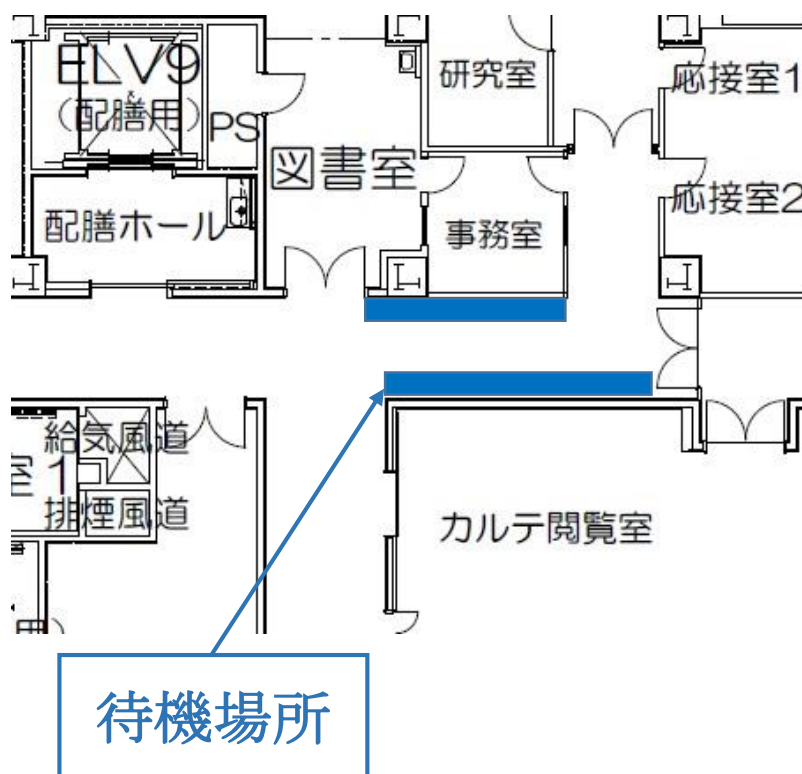 ELV9
(配膳用)
PS
図書室
研究室
応接室1
配膳ホール
事務室
応接室2
給気風道
1
排煙風道
カルテ閲覧室
用)
待機場所